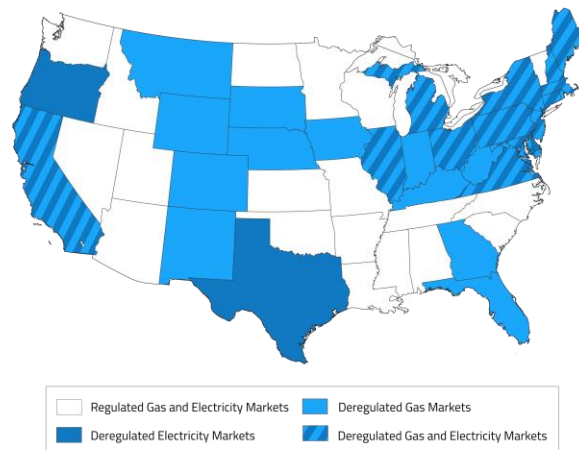 Regulated Gas and Electricity Markets
Deregulated Gas Markets
Deregulated Electricity Markets
Deregulated Gas and Electricity Markets